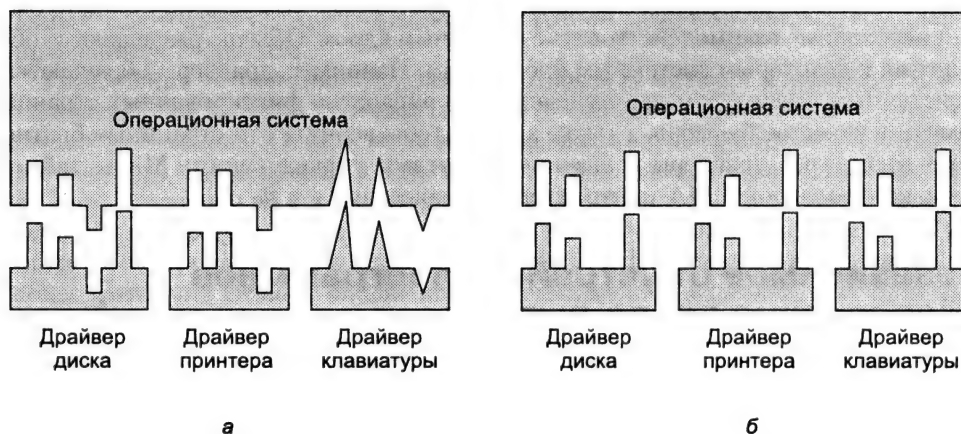 Операционная система
Операционная система
Драйвер диска
Драйвер принтера
Драйвер клавиатуры
Драйвер диска
Драйвер принтера
Драйвер клавиатуры
а
б